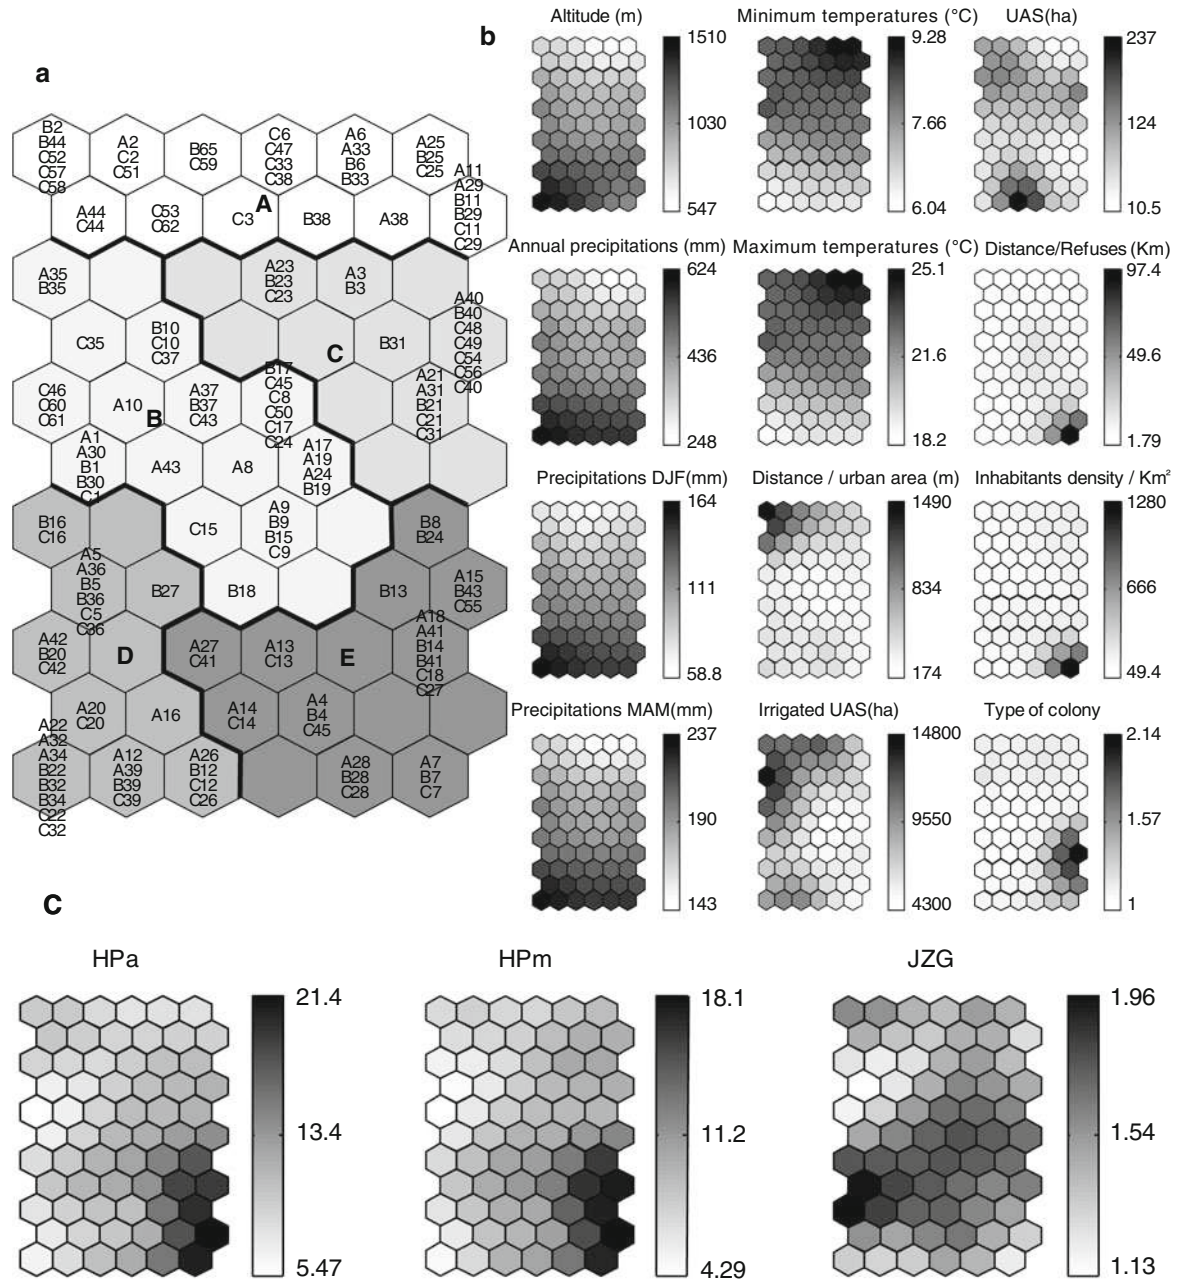 a
B2
B44
C52
C57
C58
A2
C2
C51
B65
C59
C6
C47
C33
C38
A6
A33
B6
B33
A25
B25
C25
A11
A29
B11
B29
C11
C29
A44
C44
C53
C62
C3
A
B38
A38
A35
B35
A23
B23
C23
A3
B3
C35
B10
C10
C37
C
B31
A40
B40
C48
C49
C54
C56
C40
C46
C60
C61
A10
B
A37
B37
C43
B17
C45
C8
C50
C17
C24
A21
A31
B21
C21
C31
A1
A30
B1
B30
C1
A43
A8
A17
A19
A24
B19
B16
C16
C15
A9
B9
B15
C9
B8
B24
A5
A36
B5
B36
C5
C36
B27
B18
B13
A15
B43
C55
A42
B20
C42
D
A27
C41
A13
C13
E
A18
A41
B14
B41
C18
C27
A20
C20
A16
A14
C14
A4
B4
C45
A22
A32
A34
B22
B32
B34
C22
C32
A12
A39
B39
C39
A26
B12
C12
C26
A28
B28
C28
A7
B7
C7
b
Altitude (m)
1510
1030
547
Minimum temperatures (°C)
9.28
7.66
6.04
UAS(ha)
237
124
10.5
Annual precipitations (mm)
624
436
248
Maximum temperatures (°C)
25.1
21.6
18.2
Distance/Refuses (Km)
97.4
49.6
1.79
Precipitations DJF(mm)
164
111
58.8
Distance / urban area (m)
1490
834
174
Inhabitants density / Km²
1280
666
49.4
Precipitations MAM(mm)
237
190
143
Irrigated UAS(ha)
14800
9550
4300
Type of colony
2.14
1.57
1
C
HPa
21.4
13.4
5.47
HPm
18.1
11.2
4.29
JZG
1.96
1.54
1.13